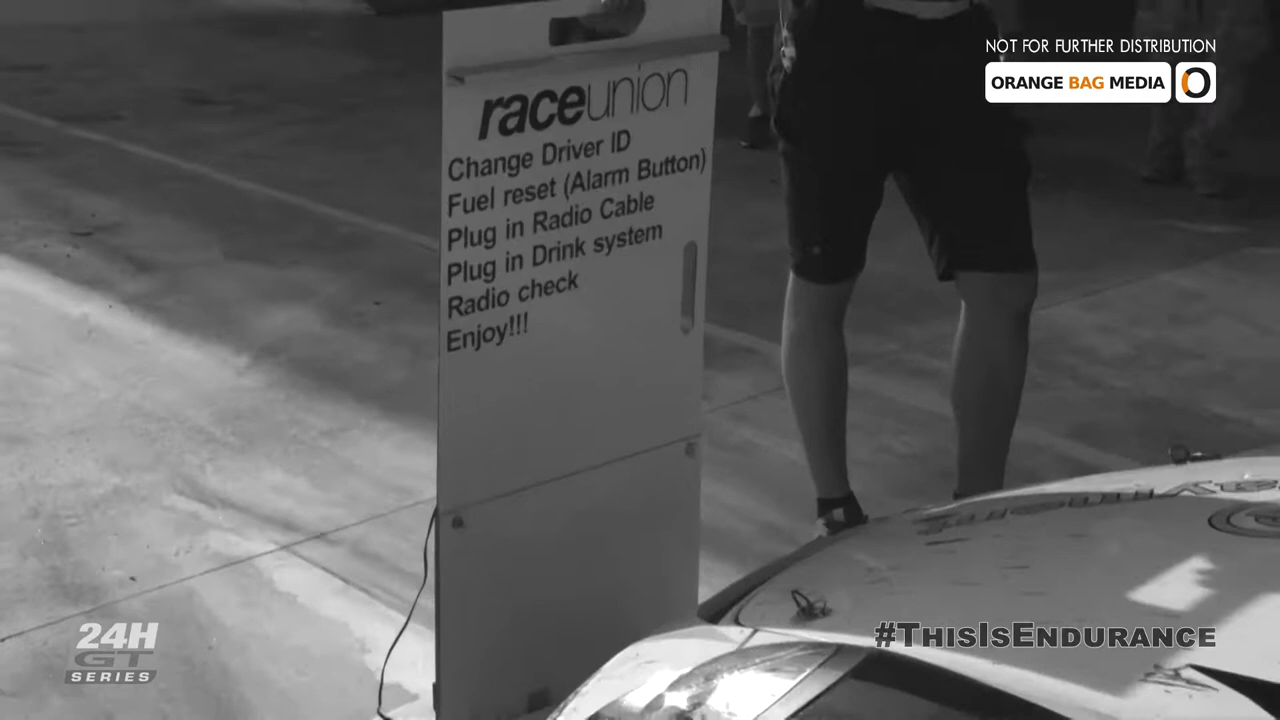 NOT FOR FURTHER DISTRIBUTION
ORANGE BAG MEDIA
raceunion
Change Driver ID
Fuel reset (Alarm Button)
Plug in Radio Cable
Plug in Drink system
Radio check
Enjoy!!!
#THISISENDURANCE
24H
GT
SERIES